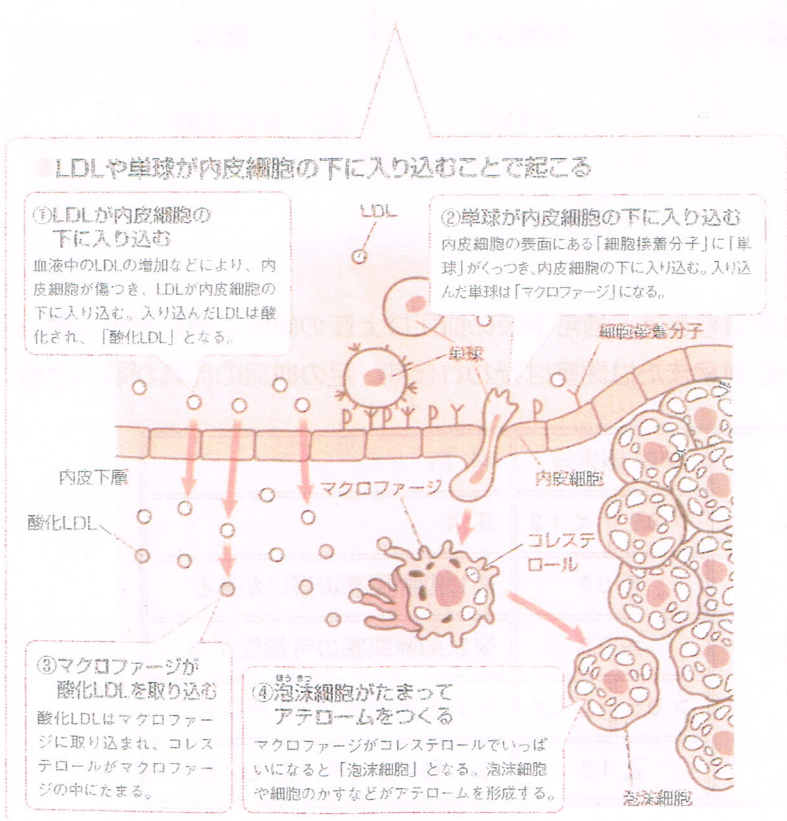 LDLや単球が内皮細胞の下に入り込むことで起こる
①LDLが内皮細胞の
下に入り込む
血液中のLDLの増加などにより、内
皮細胞が傷つき、LDLが内皮細胞の
下に入り込む。入り込んだLDLは酸
化され、「酸化LDL」となる。
LDL
②単球が内皮細胞の下に入り込む
内皮細胞の表面にある「細胞接着分子」に「単
球」がくっつき、内皮細胞の下に入り込む。入り込
んだ単球は「マクロファージ」になる。
単球
細胞接着分子
内皮下層
マクロファージ
内皮細胞
酸化LDL
コレステ
ロール
③マクロファージが
酸化LDLを取り込む
酸化LDLはマクロファー
ジに取り込まれ、コレス
テロールがマクロファー
ジの中にたまる。
ほうまつ
④泡沫細胞がたまって
アテロームをつくる
マクロファージがコレステロールでいっぱ
いになると「泡沫細胞」となる。泡沫細胞
や細胞のかすなどがアテロームを形成する。
泡沫細胞